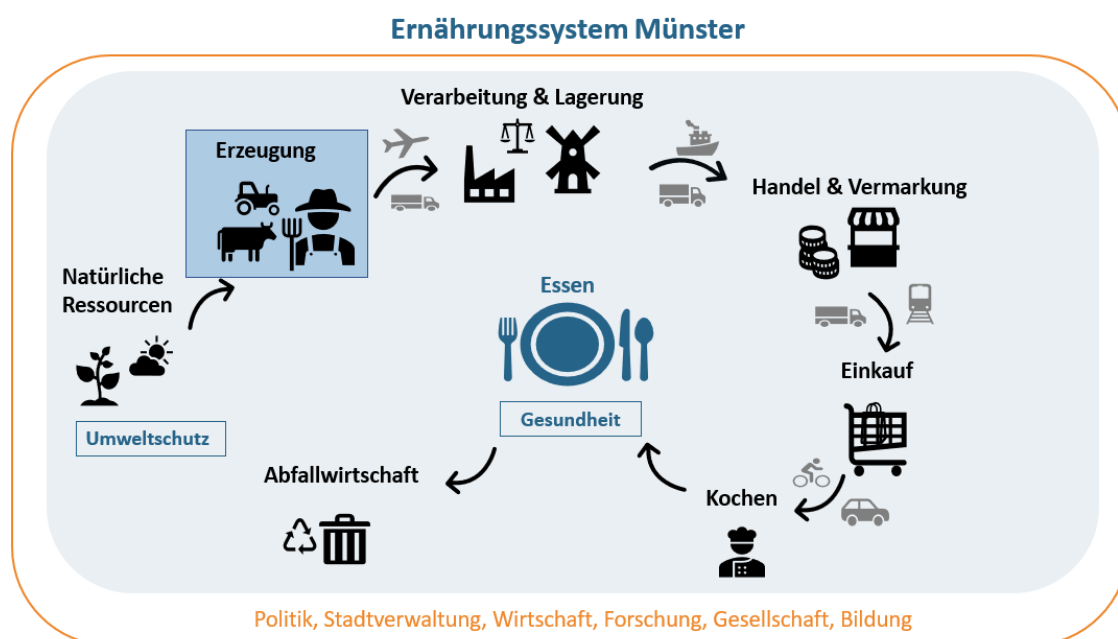 Ernährungssystem Münster
Verarbeitung & Lagerung
Erzeugung
Handel & Vermarkung
Natürliche
Ressourcen
Essen
Einkauf
Gesundheit
Umweltschutz
Abfallwirtschaft
Kochen
Politik, Stadtverwaltung, Wirtschaft, Forschung, Gesellschaft, Bildung